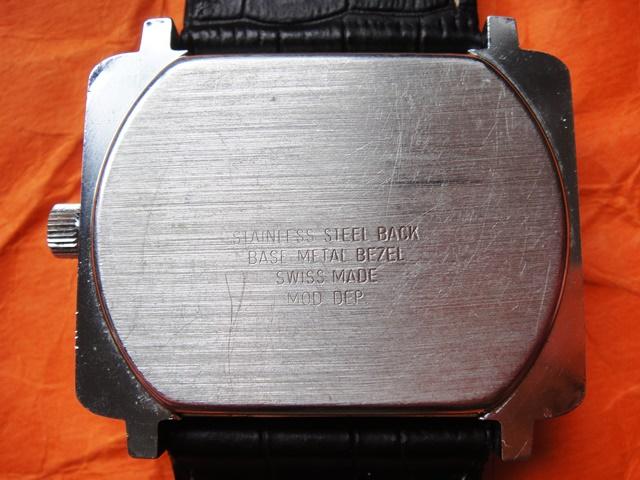 STAINLESS STEEL BACK
BASE METAL BEZEL
SWISS MADE
MOD DEP